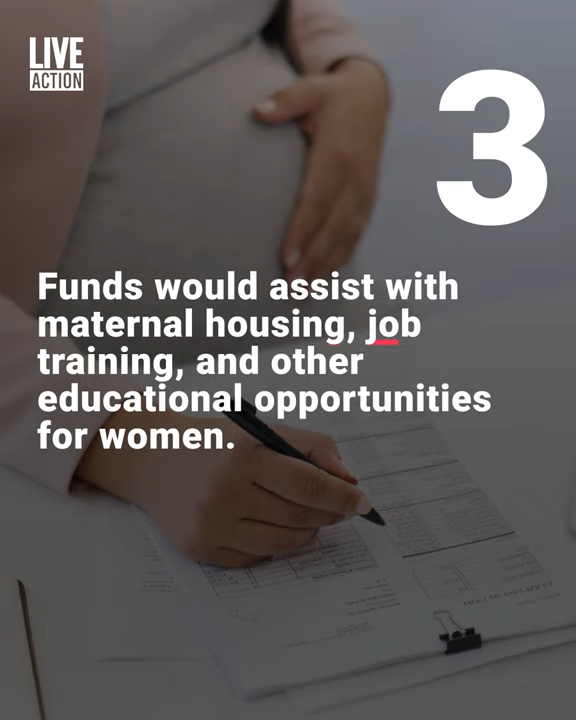 LIVE
ACTION
3
Funds would assist with
maternal housing, job
training, and other
educational opportunities
for women.